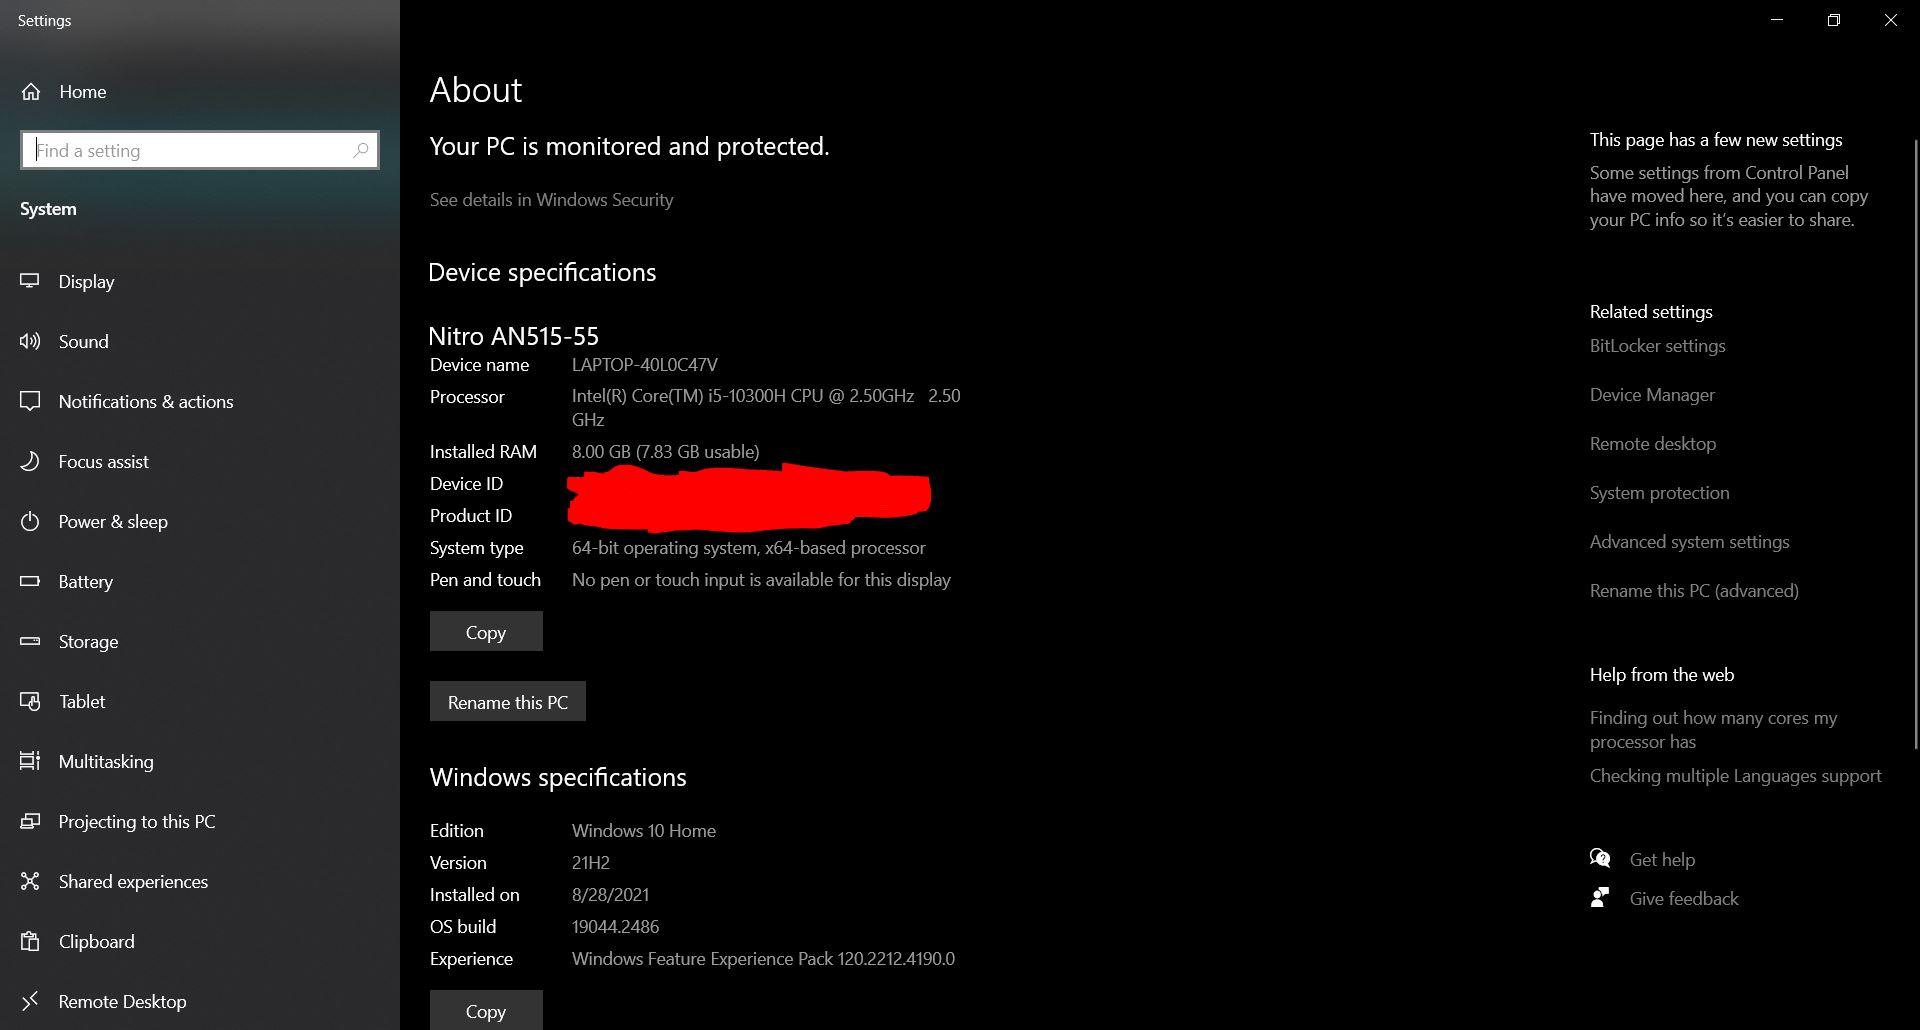 Settings
Home
Find a setting
System
Display
Sound
Notifications & actions
Focus assist
Power & sleep
Battery
Storage
Tablet
Multitasking
Projecting to this PC
Shared experiences
Clipboard
Remote Desktop
About
Your PC is monitored and protected.
See details in Windows Security
Device specifications
Nitro AN515-55
Device name LAPTOP-40L0C47V
Processor Intel(R) Core(TM) i5-10300H CPU @ 2.50GHz 2.50
GHz
Installed RAM 8.00 GB (7.83 GB usable)
Device ID
Product ID
System type 64-bit operating system, x64-based processor
Pen and touch No pen or touch input is available for this display
Copy
Rename this PC
Windows specifications
Edition Windows 10 Home
Version 21H2
Installed on 8/28/2021
OS build 19044.2486
Experience Windows Feature Experience Pack 120.2212.4190.0
Copy
This page has a few new settings
Some settings from Control Panel
have moved here, and you can copy
your PC info so it's easier to share.
Related settings
BitLocker settings
Device Manager
Remote desktop
System protection
Advanced system settings
Rename this PC (advanced)
Help from the web
Finding out how many cores my
processor has
Checking multiple Languages support
Get help
Give feedback